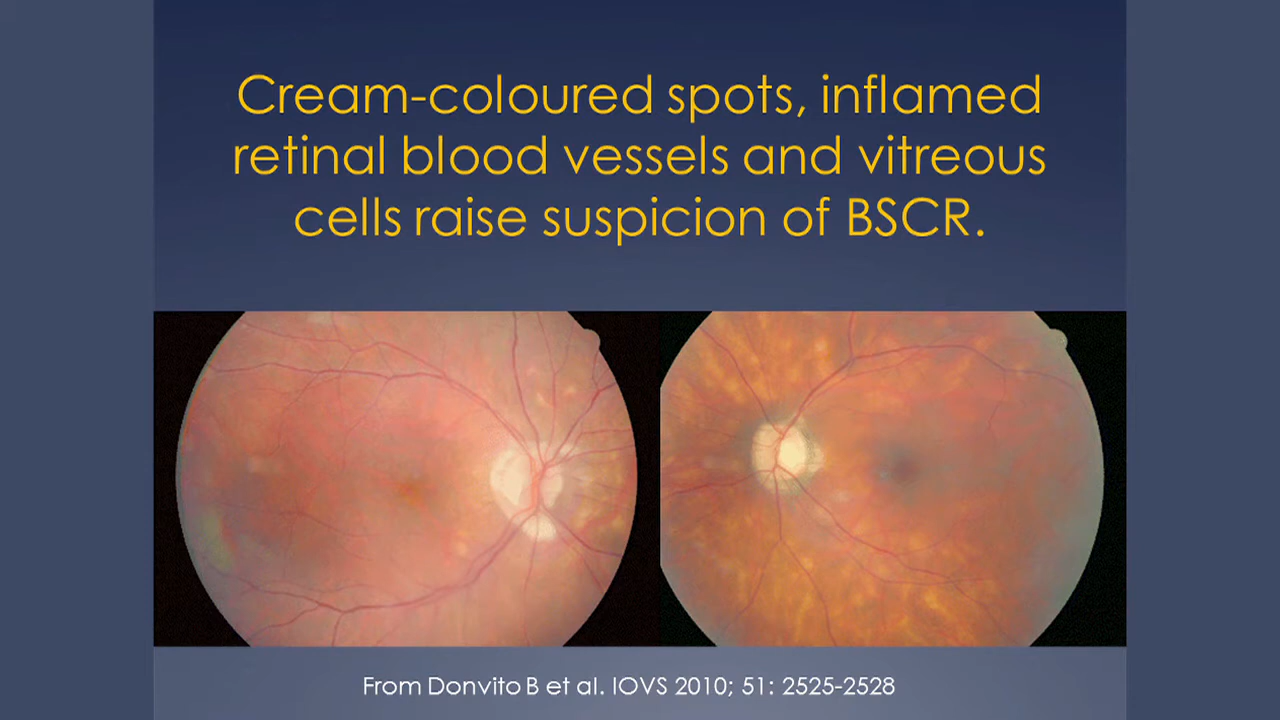 Cream-coloured spots, inflamed
retinal blood vessels and vitreous
cells raise suspicion of BSCR.
From Donvito B et al. IOVS 2010; 51: 2525-2528